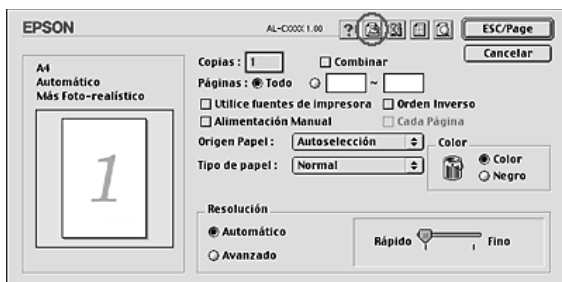 EPSON
AL-CXXXX 1.00
?
ESC/Page
Cancelar
A4
Automático
Más Foto-realístico
1
Copias : 1
Combinar
Páginas : Todo ~
Utilice fuentes de impresora Orden Inverso
Alimentación Manual Cada Página
Origen Papel : Autoselección
Tipo de papel : Normal
Color
Color
Negro
Resolución
Automático
Avanzado
Rápido Fino